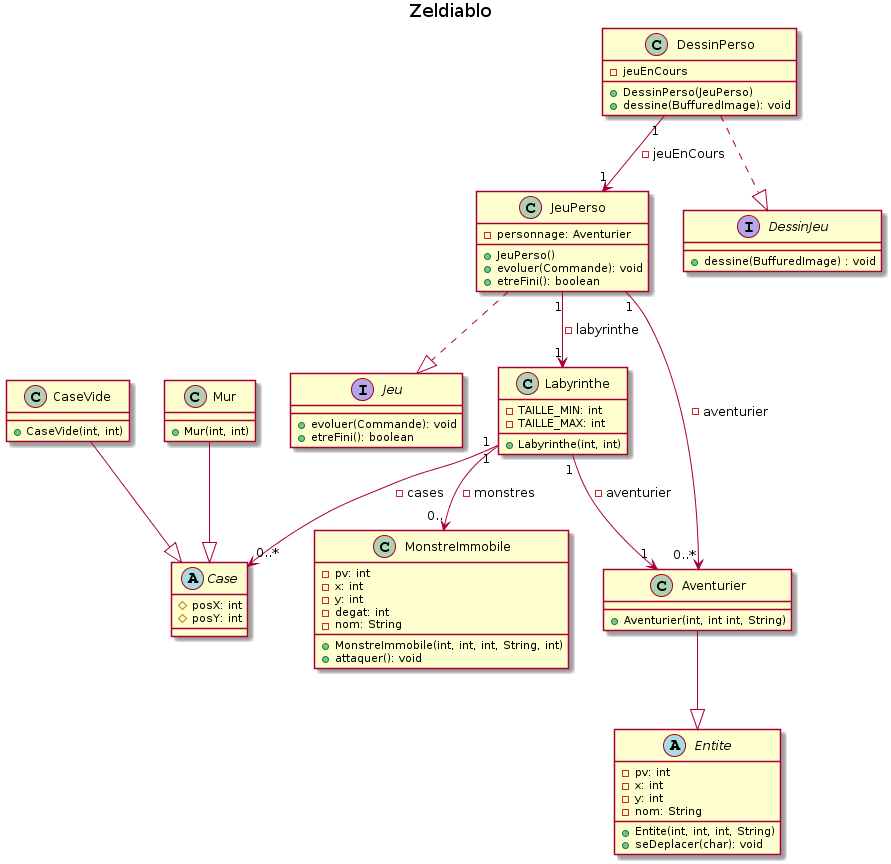 Zeldiablo
C DessinPerso
jeuEnCours
DessinPerso(JeuPerso)
dessine(BuffuredImage): void
1
jeuEnCours
1
C JeuPerso
personnage: Aventurier
JeuPerso()
evoluer(Commande): void
etreFini(): boolean
I DessinJeu
dessine(BuffuredImage) : void
1
1
labyrinthe
1
aventurier
C CaseVide
CaseVide(int, int)
C Mur
Mur(int, int)
I Jeu
evoluer(Commande): void
etreFini(): boolean
C Labyrinthe
TAILLE_MIN: int
TAILLE_MAX: int
Labyrinthe(int, int)
1
1
1
cases
monstres
aventurier
0..*
0..
1
0..*
A Case
posX: int
posY: int
C MonstreImmobile
pv: int
x: int
y: int
degat: int
nom: String
MonstreImmobile(int, int, int, String, int)
attaquer(): void
C Aventurier
Aventurier(int, int int, String)
A Entite
pv: int
x: int
y: int
nom: String
Entite(int, int, int, String)
seDeplacer(char): void